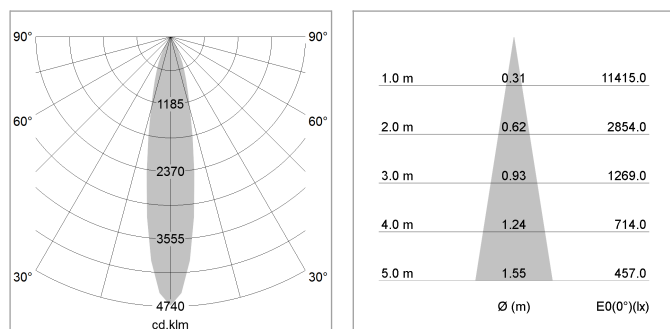 90° 90°
1185
60° 60°
2370
3555
30° 30°
4740
cd.klm
1.0 m 0.31 11415.0
2.0 m 0.62 2854.0
3.0 m 0.93 1269.0
4.0 m 1.24 714.0
5.0 m 1.55 457.0
Ø (m) E0(0°)(lx)